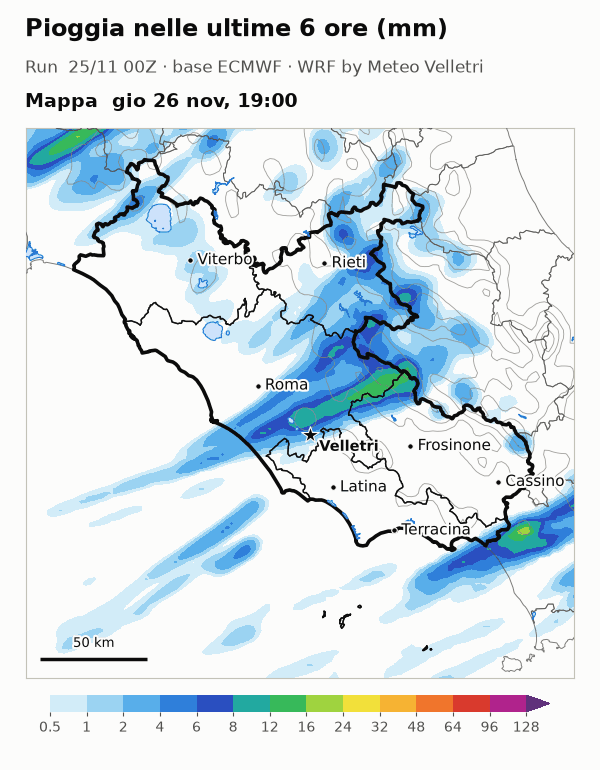 Pioggia nelle ultime 6 ore (mm)
Run  25/11 00Z · base ECMWF · WRF by Meteo Velletri
Mappa  gio 26 nov, 19:00
Viterbo
Rieti
Roma
Velletri
Frosinone
Latina
Cassino
Terracina
50 km
0.5 1 2 4 6 8 12 16 24 32 48 64 96 128